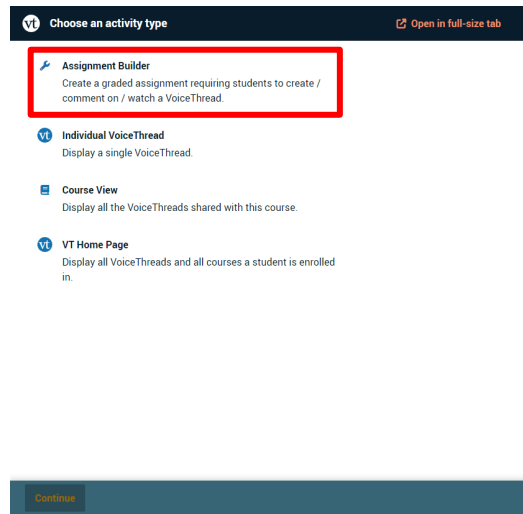 vt Choose an activity type Open in full-size tab
Assignment Builder
Create a graded assignment requiring students to create /
comment on / watch a VoiceThread.
vt Individual VoiceThread
Display a single VoiceThread.
Course View
Display all the VoiceThreads shared with this course.
vt VT Home Page
Display all VoiceThreads and all courses a student is enrolled
in.
Continue